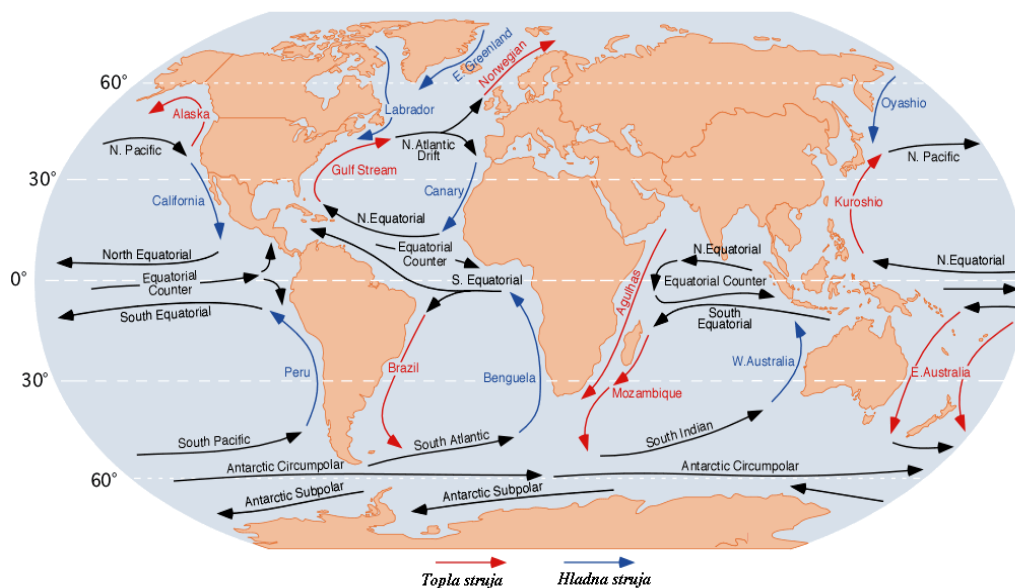 E. Greenland
Norwegian
60°
Alaska
Labrador
Oyashio
N. Pacific
N.Atlantic
Drift
N. Pacific
Gulf Stream
30°
California
Canary
Kuroshio
N.Equatorial
North Equatorial
Equatorial
Counter
N.Equatorial
N.Equatorial
0°
Equatorial
Counter
S. Equatorial
Agulhas
Equatorial Counter
South Equatorial
South
Equatorial
Peru
Brazil
Benguela
W.Australia
E.Australia
30°
Mozambique
South Pacific
South Atlantic
South Indian
Antarctic Circumpolar
Antarctic Circumpolar
60°
Antarctic Subpolar
Antarctic Subpolar
Topla struja
Hladna struja